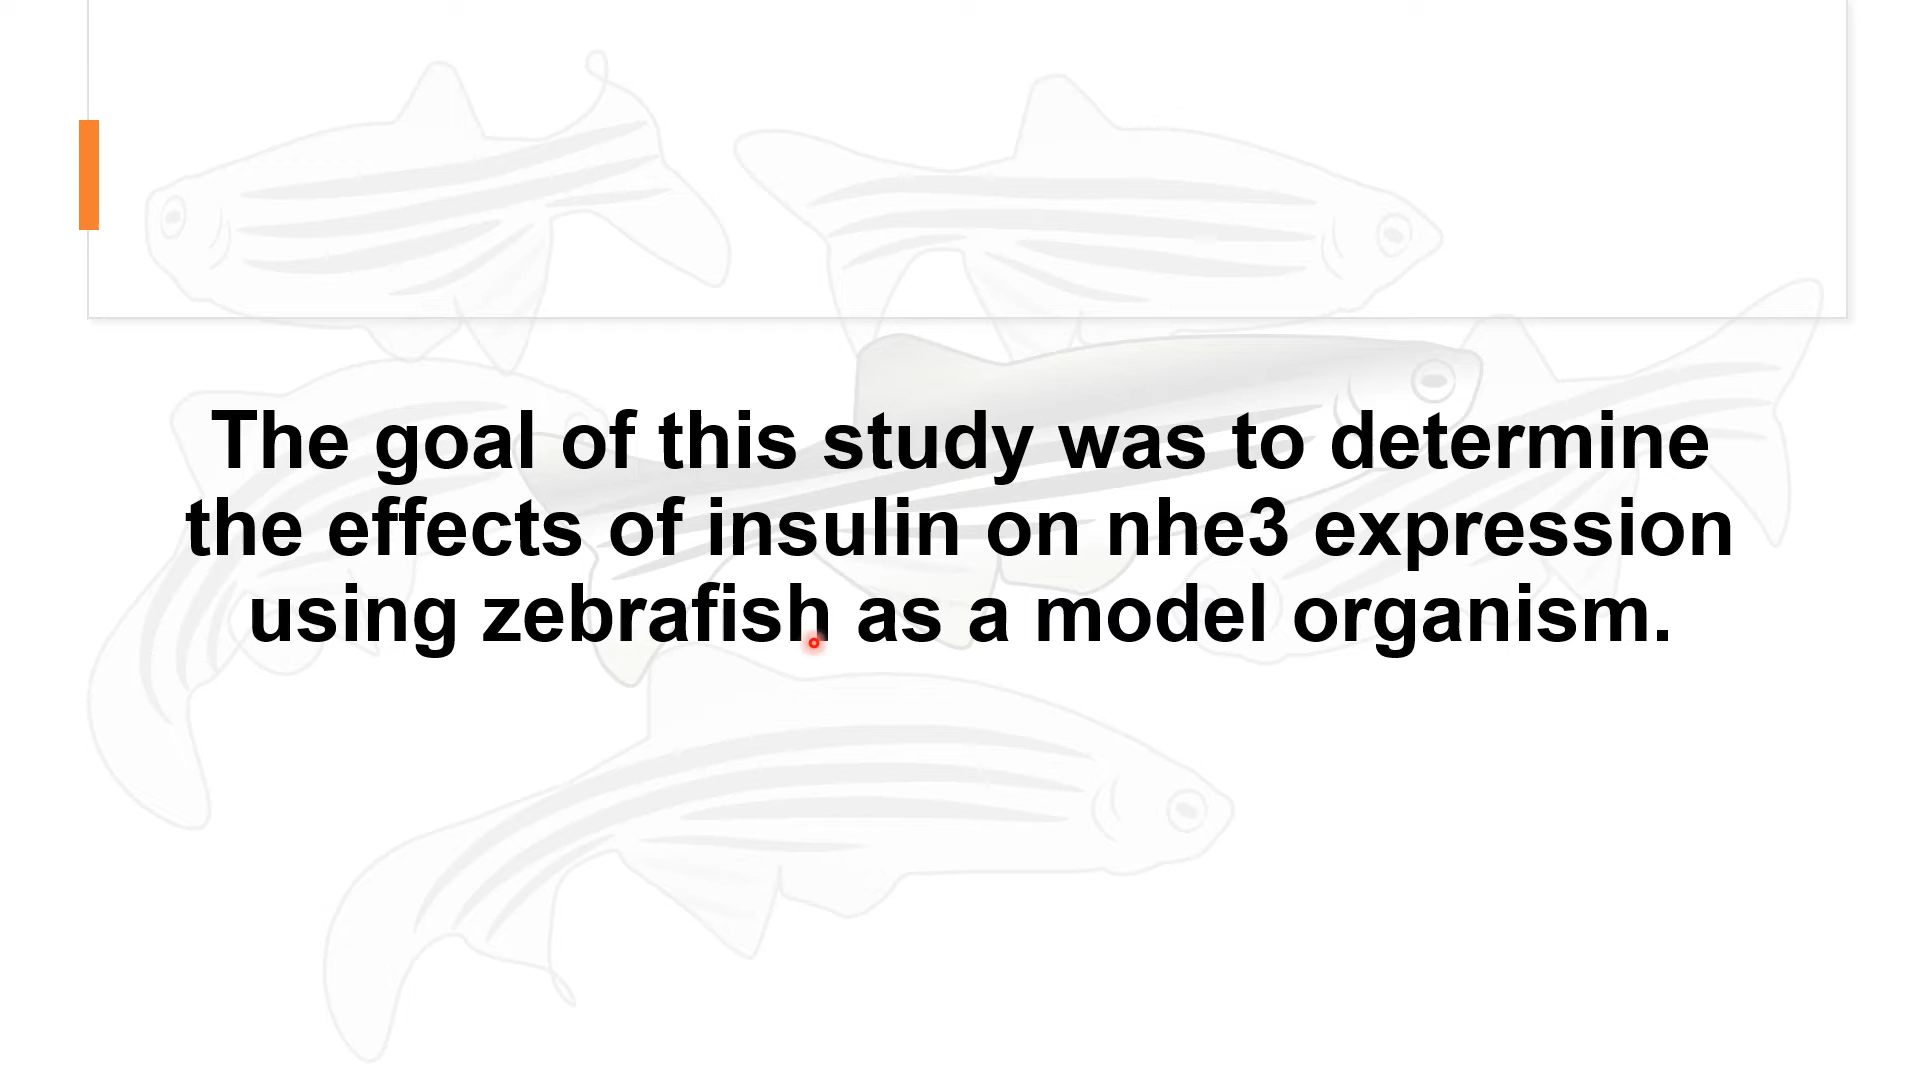 The goal of this study was to determine
the effects of insulin on nhe3 expression
using zebrafish as a model organism.